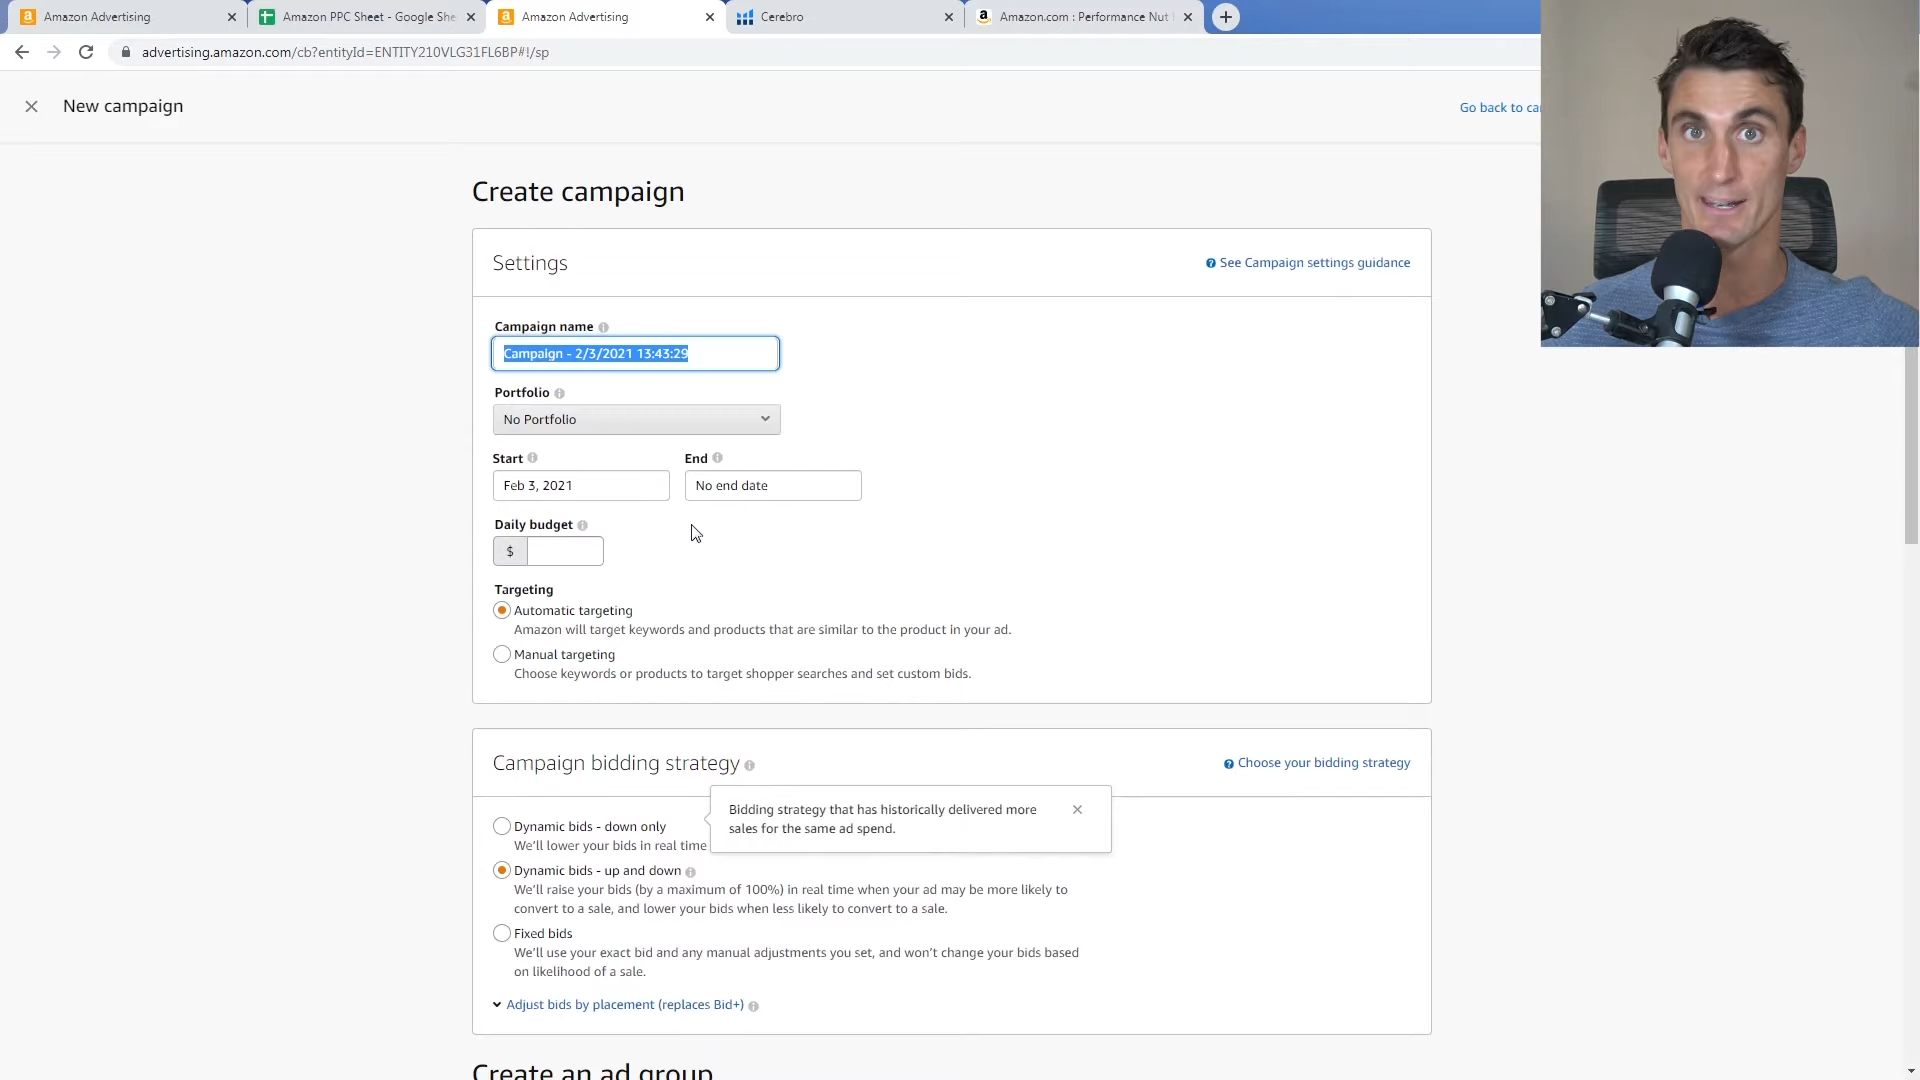 Amazon Advertising
Amazon PPC Sheet - Google She
Amazon Advertising
Cerebro
Amazon.com : Performance Nut
advertising.amazon.com/cb?entityId=ENTITY210VLG31FL6BP#!/sp
New campaign
Go back to ca
Create campaign
Settings
See Campaign settings guidance
Campaign name
Campaign - 2/3/2021 13:43:29
Portfolio
No Portfolio
Start
End
Feb 3, 2021
No end date
Daily budget
$
Targeting
Automatic targeting
Amazon will target keywords and products that are similar to the product in your ad.
Manual targeting
Choose keywords or products to target shopper searches and set custom bids.
Campaign bidding strategy
Choose your bidding strategy
Bidding strategy that has historically delivered more
sales for the same ad spend.
Dynamic bids - down only
We'll lower your bids in real time
Dynamic bids - up and down
We'll raise your bids (by a maximum of 100%) in real time when your ad may be more likely to
convert to a sale, and lower your bids when less likely to convert to a sale.
Fixed bids
We'll use your exact bid and any manual adjustments you set, and won't change your bids based
on likelihood of a sale.
Adjust bids by placement (replaces Bid+)
Create an ad group